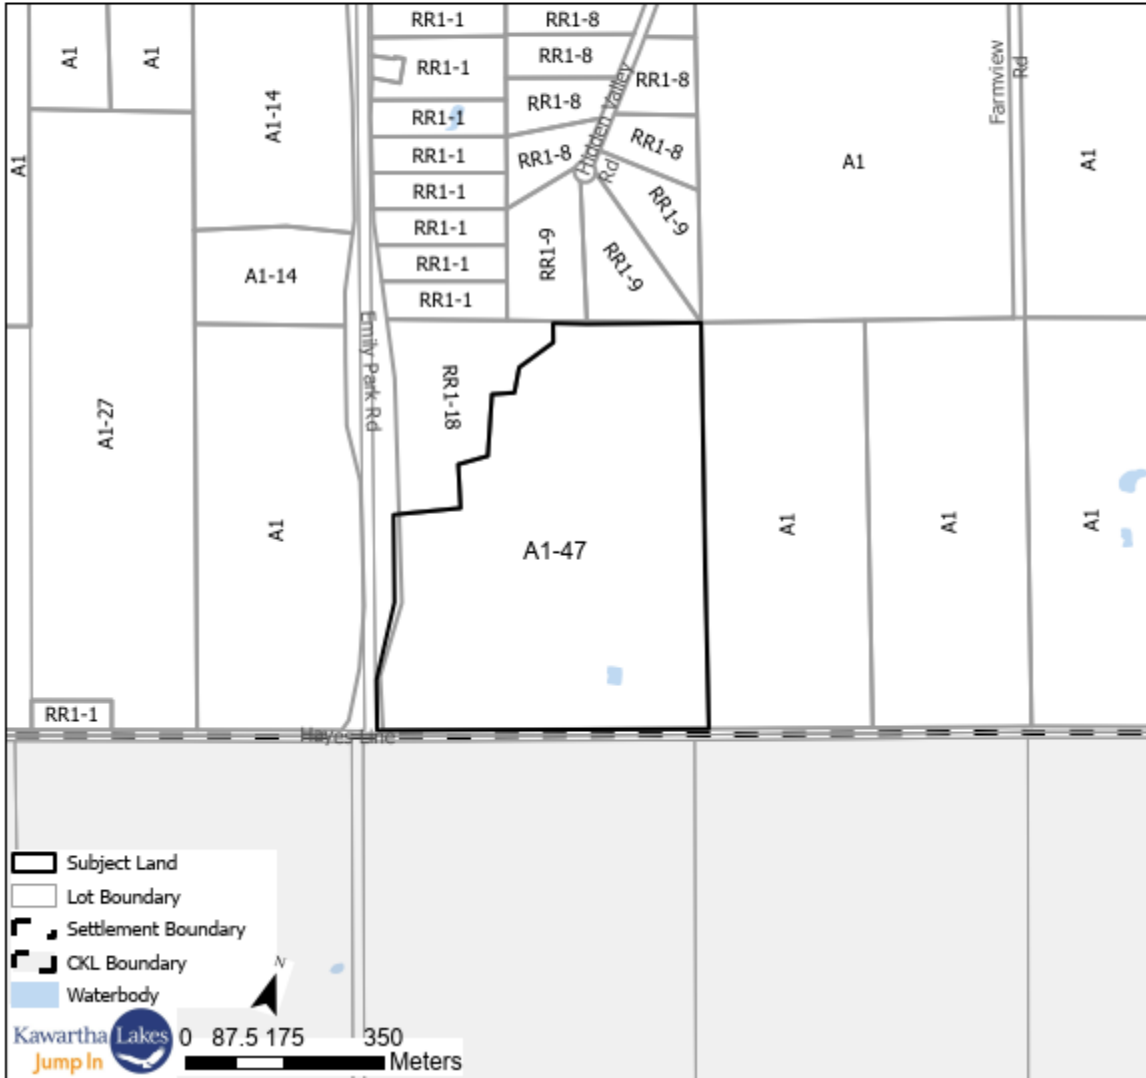 RR1-1
RR1-8
A1
A1
RR1-1
RR1-8
RR1-8
Farmview
Rd
A1-14
RR1-1
RR1-8
Hidden Valley
Rd
A1
RR1-1
RR1-8
RR1-8
A1
A1
RR1-1
RR1-9
RR1-1
RR1-9
RR1-9
A1-14
RR1-1
RR1-1
Emily Park Rd
RR1-18
A1-27
A1
A1-47
A1
A1
A1
RR1-1
Hayes Line
Subject Land
Lot Boundary
Settlement Boundary
CKL Boundary
Waterbody
N
Kawartha Lakes
Jump In
0 87.5 175 350
Meters